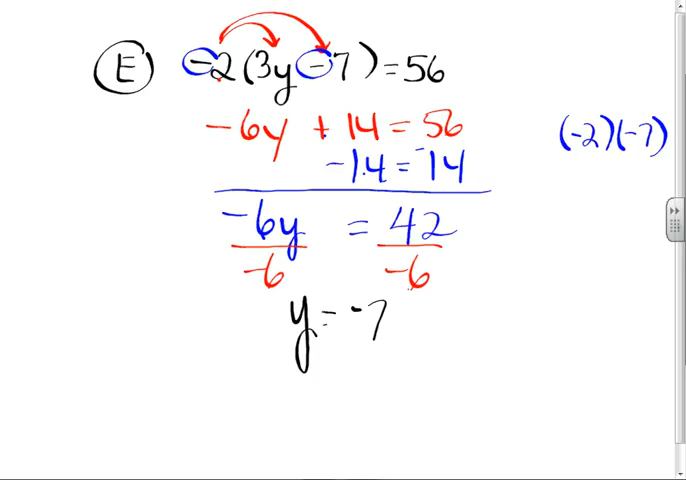 E) -2(3y-7)=56
-6y + 14 = 56
(-2)(-7)
-14 = -14
-6y = 42
-6 -6
y = -7